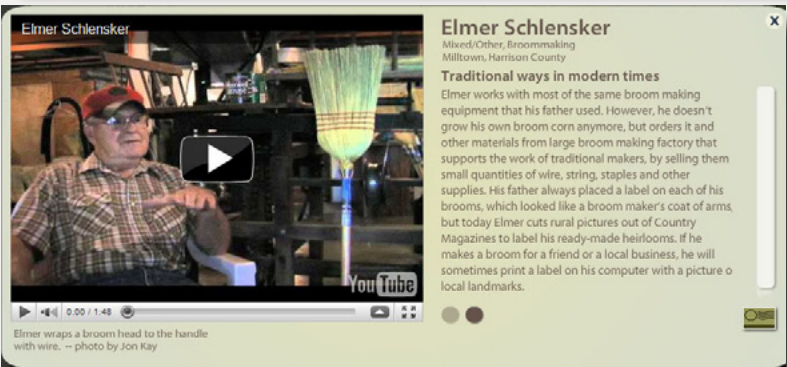 Elmer Schlensker
YouTube
0.00 / 1.48
Elmer wraps a broom head to the handle
with wire. -- photo by Jon Kay
Elmer Schlensker
Mixed/Other, Broommaking
Milltown, Harrison County
Traditional ways in modern times
Elmer works with most of the same broom making
equipment that his father used. However, he doesn't
grow his own broom corn anymore, but orders it and
other materials from large broom making factory that
supports the work of traditional makers, by selling them
small quantities of wire, string, staples and other
supplies. His father always placed a label on each of his
brooms, which looked like a broom maker's coat of arms,
but today Elmer cuts rural pictures out of Country
Magazines to label his ready-made heirlooms. If he
makes a broom for a friend or a local business, he will
sometimes print a label on his computer with a picture o
local landmarks.
x